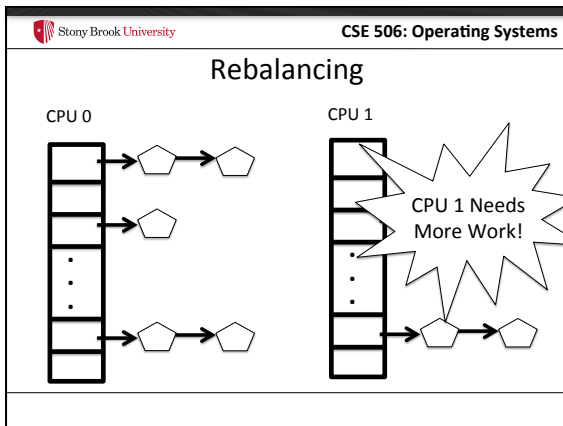 Stony Brook University
CSE 506: Operating Systems
Rebalancing
CPU 0
CPU 1
CPU 1 Needs
More Work!